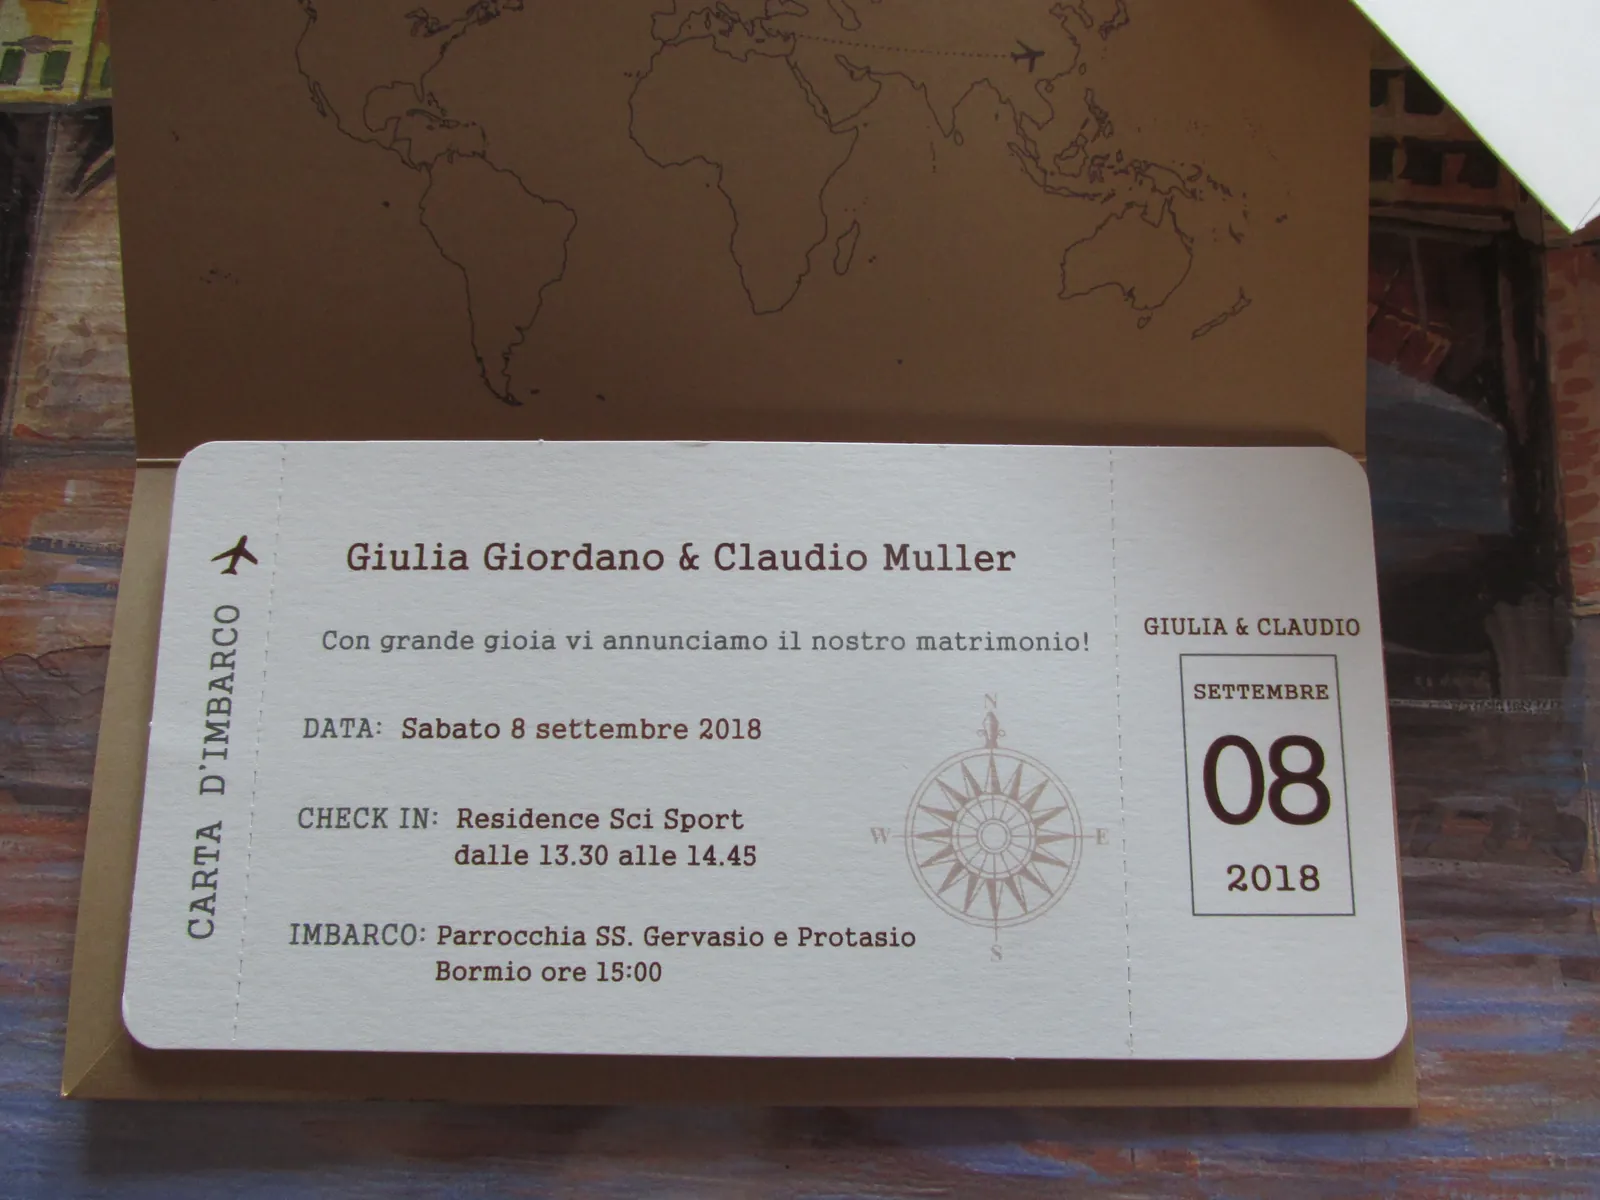 CARTA D'IMBARCO
Giulia Giordano & Claudio Muller
Con grande gioia vi annunciamo il nostro matrimonio!
DATA: Sabato 8 settembre 2018
CHECK IN: Residence Sci Sport
dalle 13.30 alle 14.45
IMBARCO: Parrocchia SS. Gervasio e Protasio
Bormio ore 15:00
N
W E
S
GIULIA & CLAUDIO
SETTEMBRE
08
2018